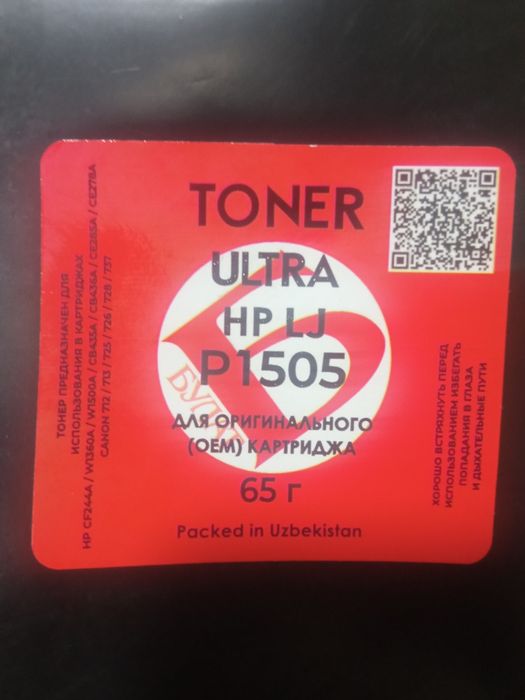 TONER
ULTRA
HP LJ
P1505
ДЛЯ ОРИГИНАЛЬНОГО
(OEM) КАРТРИДЖА
65 г
Packed in Uzbekistan
ТОНЕР ПРЕДНАЗНАЧЕН ДЛЯ
ИСПОЛЬЗОВАНИЯ В КАРТРИДЖАХ
HP CF244A / W1360A / W1500A / CB435A / CB436A / CE285A / CE278A
CANON 712 / 713 / 725 / 726 / 728 / 737
ХОРОШО ВСТРЯХНУТЬ ПЕРЕД
ИСПОЛЬЗОВАНИЕМ ИЗБЕГАТЬ
ПОПАДАНИЯ В ГЛАЗА
И ДЫХАТЕЛЬНЫЕ ПУТИ